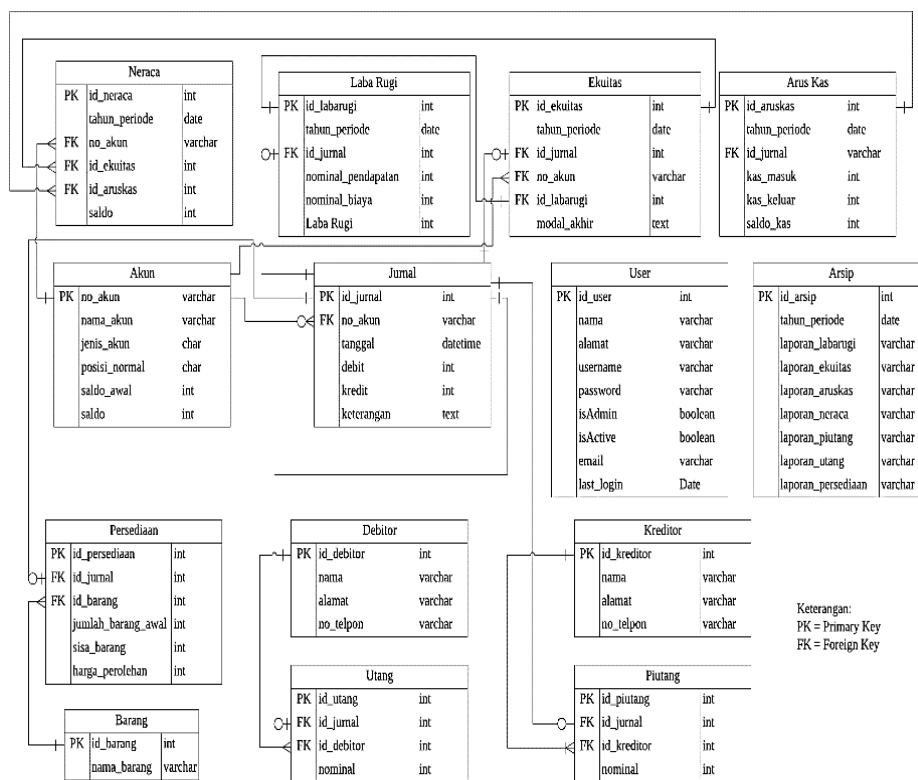 Neraca
PK id_neraca int
tahun_periode date
FK no_akun varchar
FK id_ekuitas int
FK id_aruskas int
saldo int
Laba Rugi
PK id_labarugi int
tahun_periode date
FK id_jurnal int
nominal_pendapatan int
nominal_biaya int
Laba Rugi int
Ekuitas
PK id_ekuitas int
tahun_periode date
FK id_jurnal int
FK no_akun varchar
FK id_labarugi int
modal_akhir text
Arus Kas
PK id_aruskas int
tahun_periode date
FK id_jurnal varchar
kas_masuk int
kas_keluar int
saldo_kas int
Akun
PK no_akun varchar
nama_akun varchar
jenis_akun char
posisi_normal char
saldo_awal int
saldo int
Jurnal
PK id_jurnal int
FK no_akun varchar
tanggal datetime
debit int
kredit int
keterangan text
User
PK id_user int
nama varchar
alamat varchar
username varchar
password varchar
isAdmin boolean
isActive boolean
email varchar
last_login Date
Arsip
PK id_arsip int
tahun_periode date
laporan_labarugi varchar
laporan_ekuitas varchar
laporan_aruskas varchar
laporan_neraca varchar
laporan_piutang varchar
laporan_utang varchar
laporan_persediaan varchar
Persediaan
PK id_persediaan int
FK id_jurnal int
FK id_barang int
jumlah_barang_awal int
sisa_barang int
harga_perolehan int
Debitor
PK id_debitor int
nama varchar
alamat varchar
no_telpon varchar
Kreditor
PK id_kreditor int
nama varchar
alamat varchar
no_telpon varchar
Keterangan:
PK = Primary Key
FK = Foreign Key
Barang
PK id_barang int
nama_barang varchar
Utang
PK id_utang int
FK id_jurnal int
FK id_debitor int
nominal int
Piutang
PK id_piutang int
FK id_jurnal int
FK id_kreditor int
nominal int